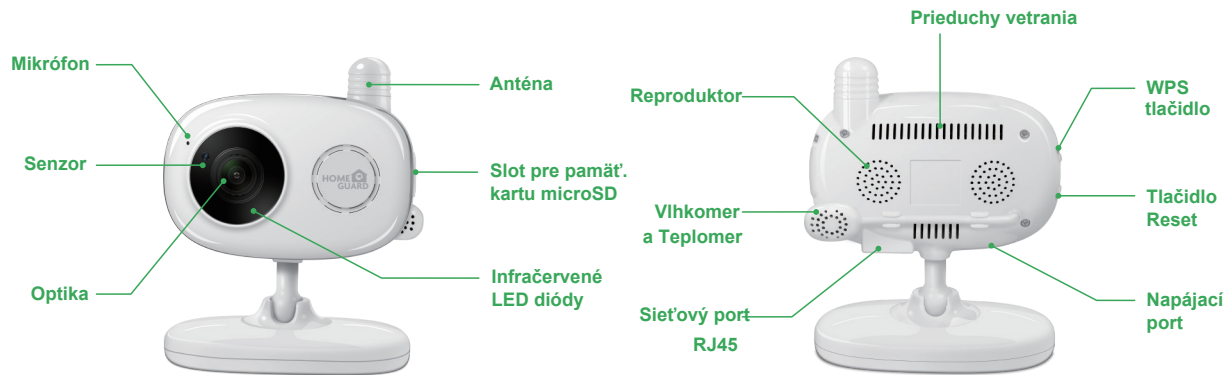 Mikrófon
Senzor
Optika
Anténa
Slot pre pamäť.
kartu microSD
Infračervené
LED diódy
HOME
GUARD
Prieduchy vetrania
Reproduktor
Vlhkomer
a Teplomer
Sieťový port
RJ45
WPS
tlačidlo
Tlačidlo
Reset
Napájací
port